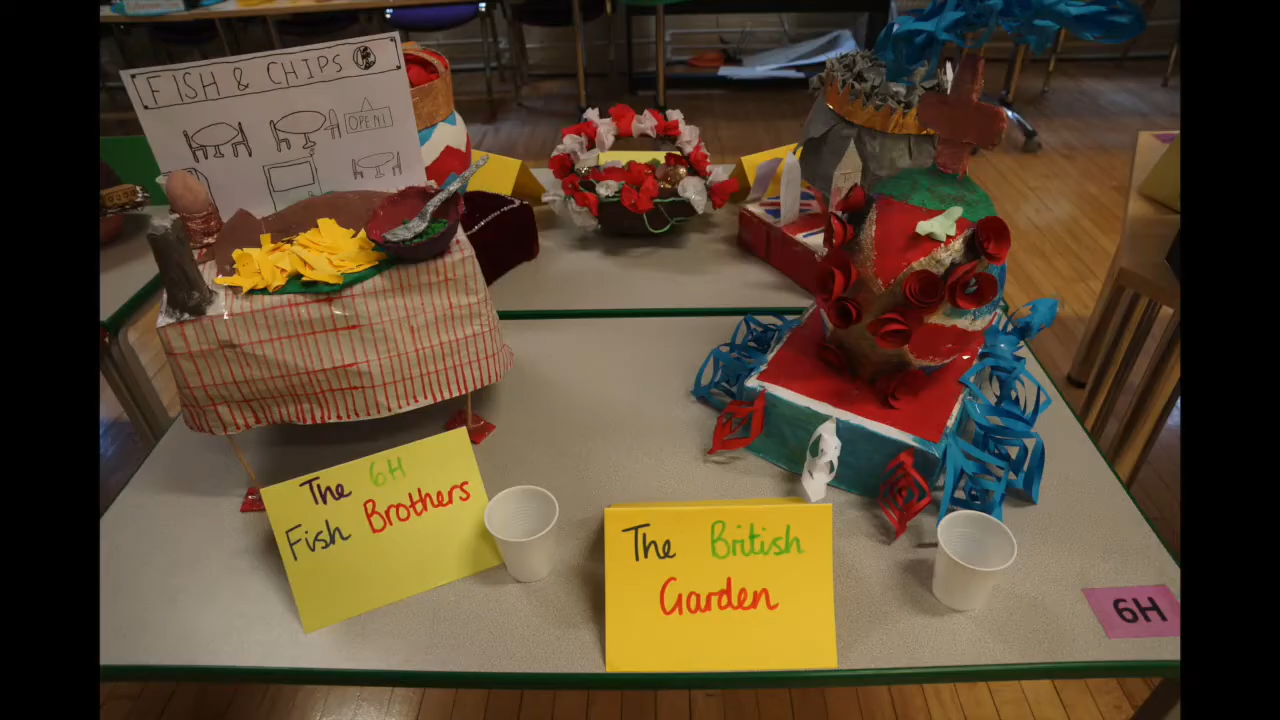 FISH & CHIPS
OPEN!
The 6H
Fish Brothers
The British
Garden
6H